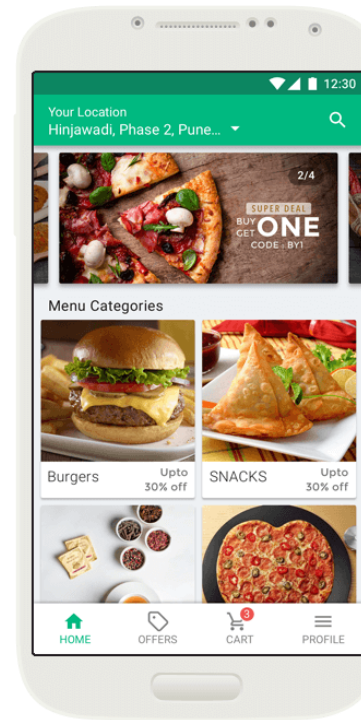 12:30
Your Location
Hinjawadi, Phase 2, Pune...
2/4
SUPER DEAL
BUY ONE
GET
CODE : BY1
Menu Categories
Burgers
Upto
30% off
SNACKS
Upto
30% off
HOME
OFFERS
3
CART
PROFILE